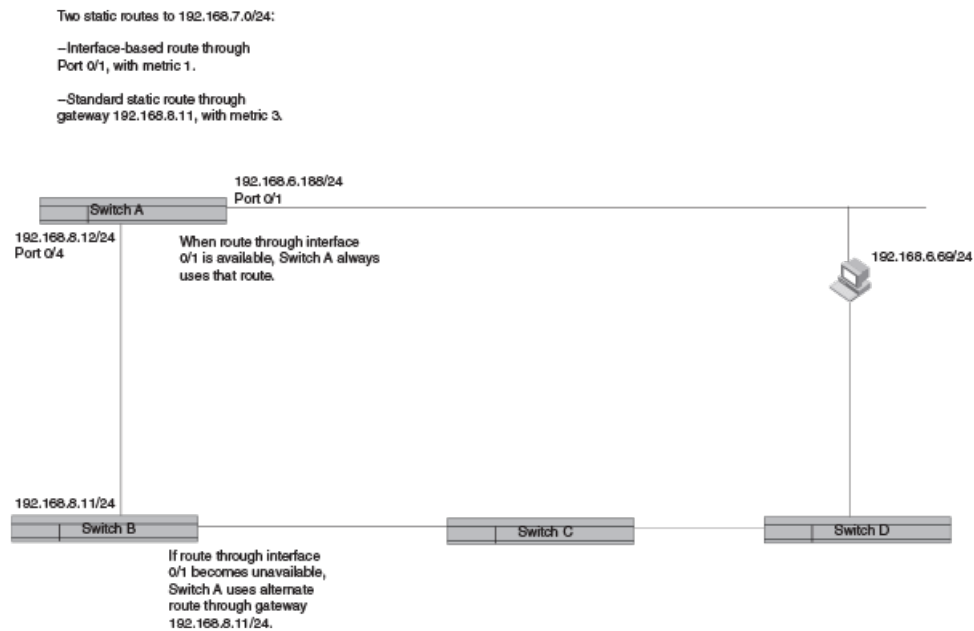 Two static routes to 192.168.7.0/24:
–Interface-based route through
Port 0/1, with metric 1.
–Standard static route through
gateway 192.168.8.11, with metric 3.
192.168.6.188/24
Port 0/1
Switch A
192.168.8.12/24
Port 0/4
When route through interface
0/1 is available, Switch A always
uses that route.
192.168.6.69/24
192.168.8.11/24
Switch B
Switch C
Switch D
If route through interface
0/1 becomes unavailable,
Switch A uses alternate
route through gateway
192.168.8.11/24.